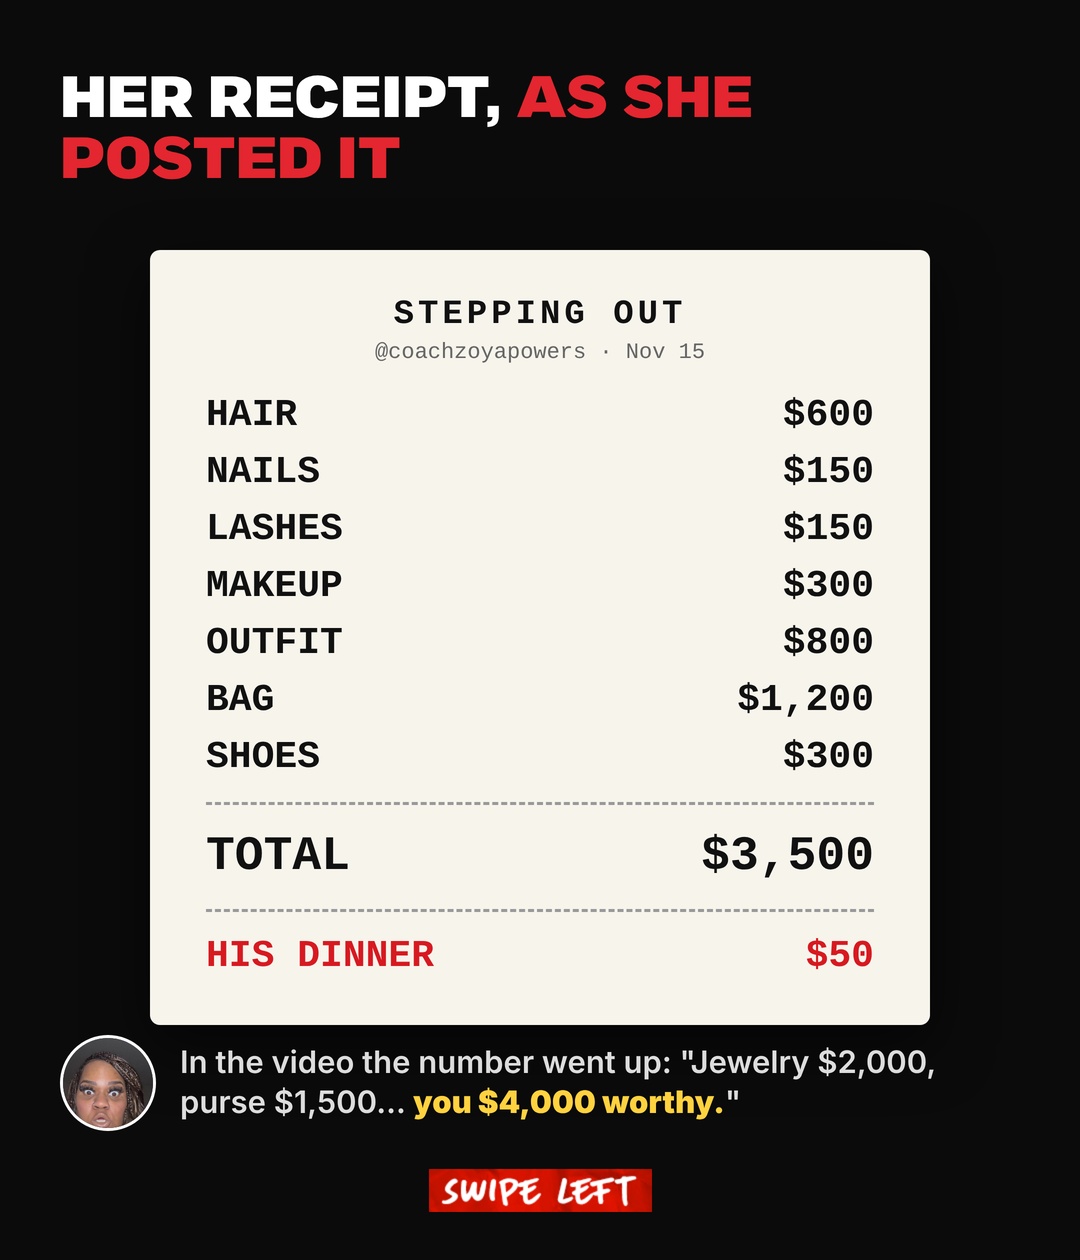 HER RECEIPT, AS SHE
POSTED IT
STEPPING OUT
@coachzoyapowers · Nov 15
HAIR $600
NAILS $150
LASHES $150
MAKEUP $300
OUTFIT $800
BAG $1,200
SHOES $300
TOTAL $3,500
HIS DINNER $50
In the video the number went up: "Jewelry $2,000,
purse $1,500... you $4,000 worthy."
SWIPE LEFT